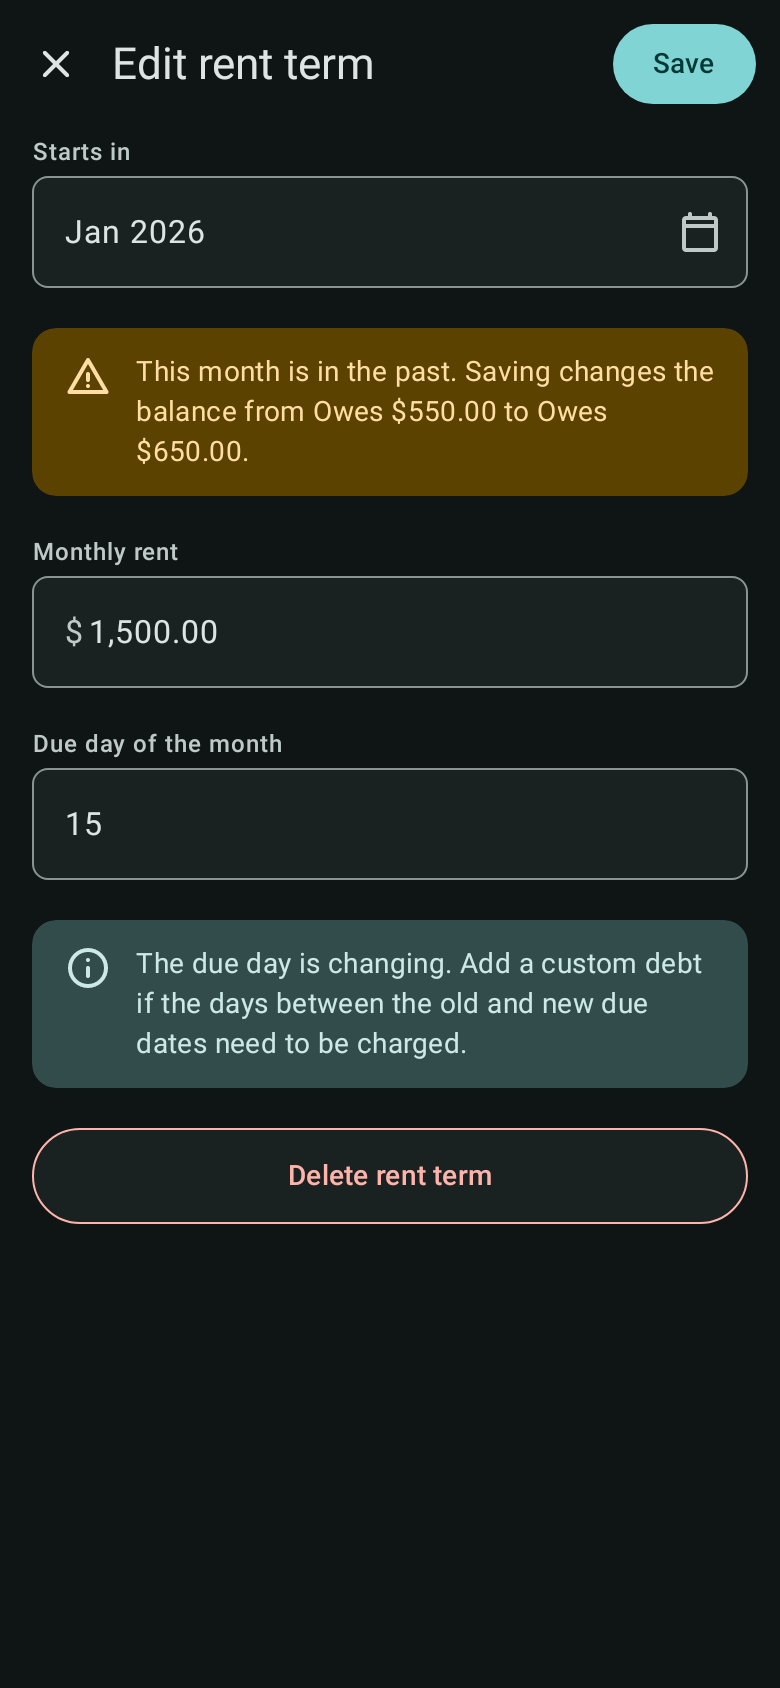 Edit rent term
Save
Starts in
Jan 2026
This month is in the past. Saving changes the
balance from Owes $550.00 to Owes
$650.00.
Monthly rent
$ 1,500.00
Due day of the month
15
The due day is changing. Add a custom debt
if the days between the old and new due
dates need to be charged.
Delete rent term